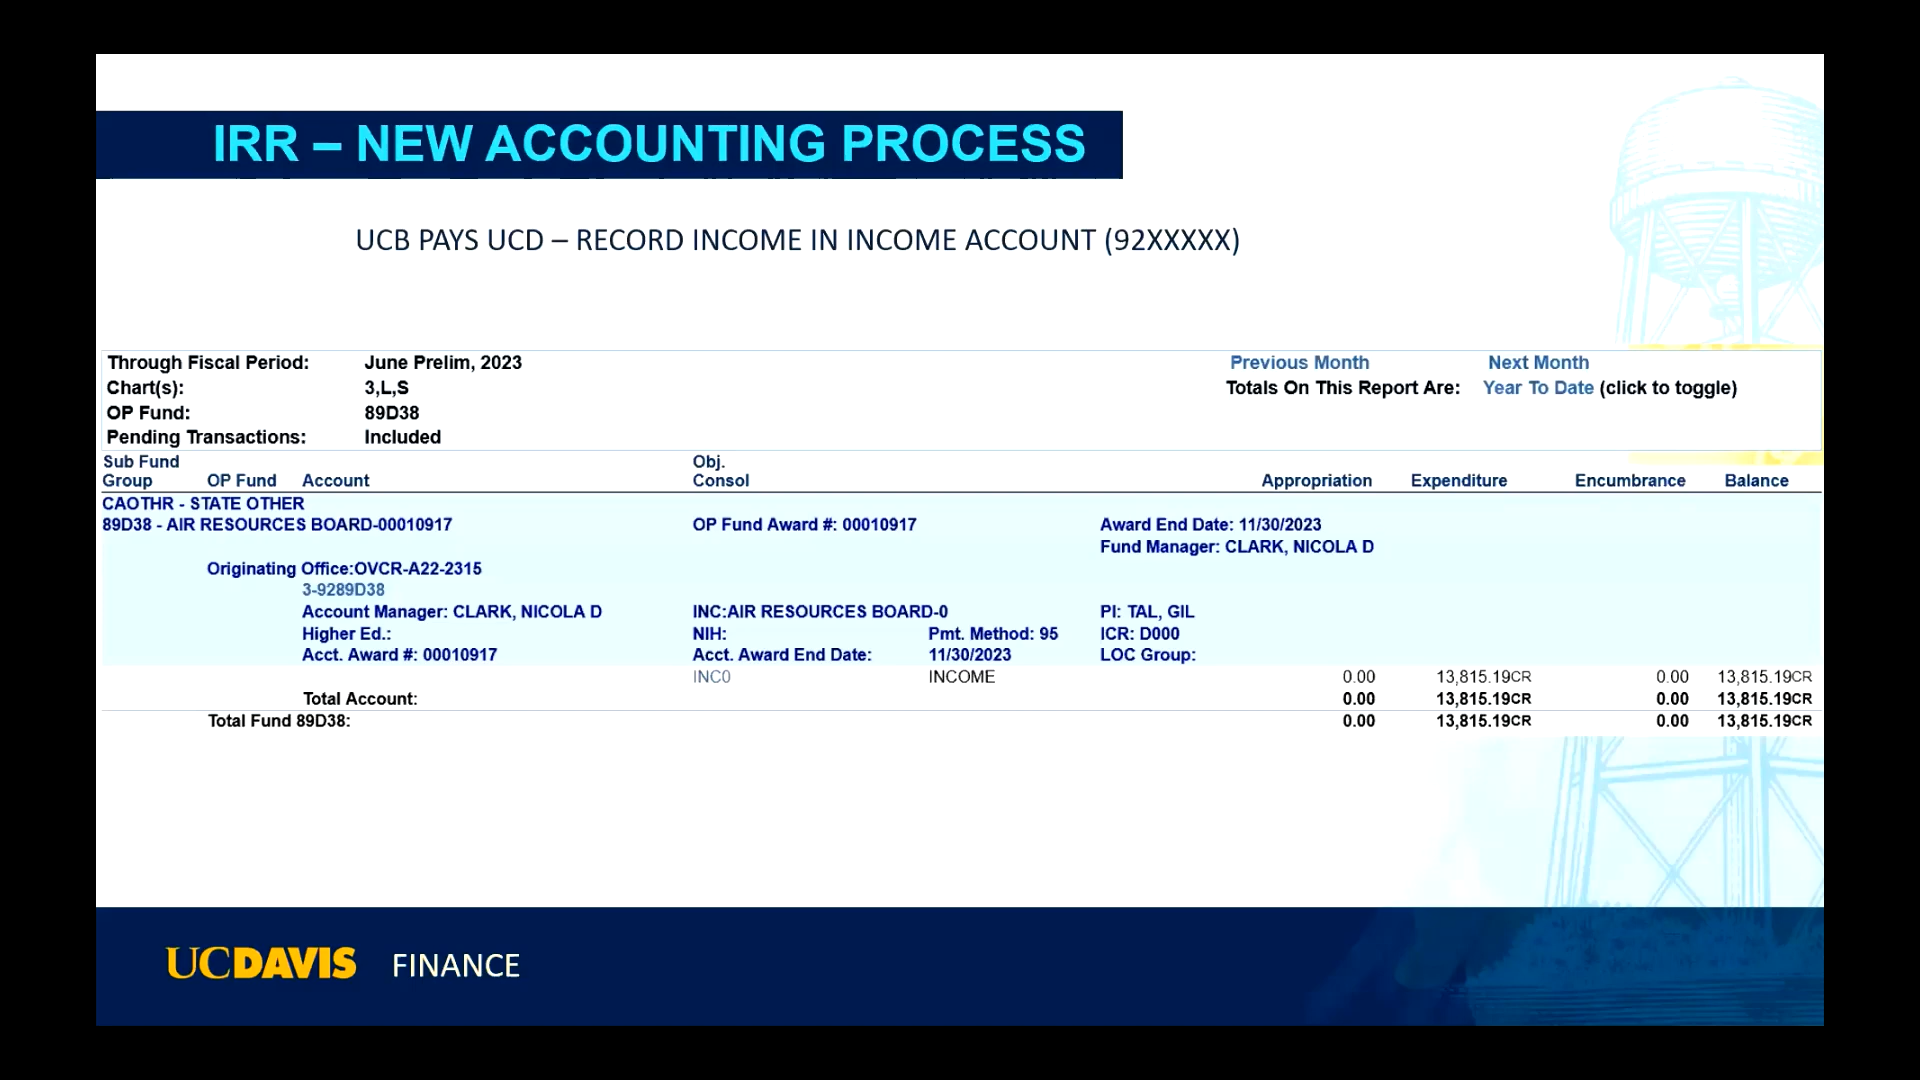 IRR – NEW ACCOUNTING PROCESS
UCB PAYS UCD – RECORD INCOME IN INCOME ACCOUNT (92XXXXX)
Through Fiscal Period: June Prelim, 2023 Previous Month Next Month
Chart(s): 3,L,S Totals On This Report Are: Year To Date (click to toggle)
OP Fund: 89D38
Pending Transactions: Included
Sub Fund Obj.
Group OP Fund Account Consol Appropriation Expenditure Encumbrance Balance
CAOTHR - STATE OTHER
89D38 - AIR RESOURCES BOARD-00010917 OP Fund Award #: 00010917 Award End Date: 11/30/2023
Fund Manager: CLARK, NICOLA D
Originating Office:OVCR-A22-2315
3-9289D38
Account Manager: CLARK, NICOLA D INC:AIR RESOURCES BOARD-0 PI: TAL, GIL
Higher Ed.: NIH: Pmt. Method: 95 ICR: D000
Acct. Award #: 00010917 Acct. Award End Date: 11/30/2023 LOC Group:
INC0 INCOME 0.00 13,815.19CR 0.00 13,815.19CR
Total Account: 0.00 13,815.19CR 0.00 13,815.19CR
Total Fund 89D38: 0.00 13,815.19CR 0.00 13,815.19CR
UCDAVIS FINANCE